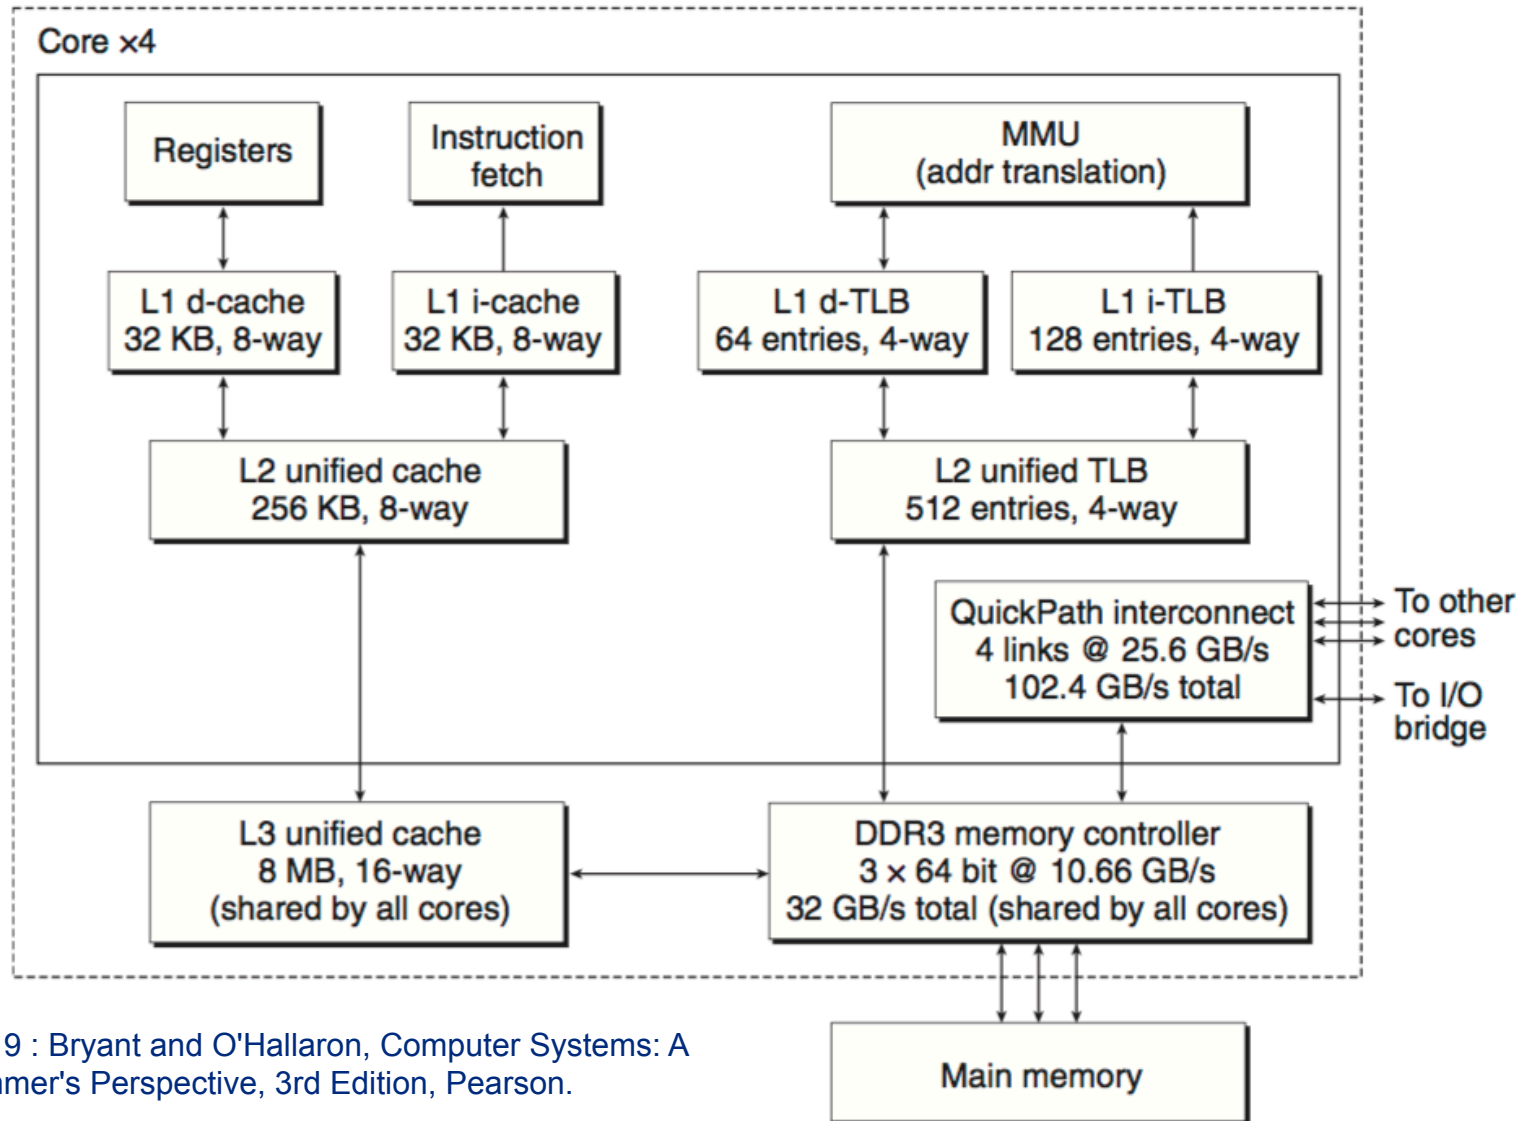 Core ×4
Registers
Instruction
fetch
MMU
(addr translation)
L1 d-cache
32 KB, 8-way
L1 i-cache
32 KB, 8-way
L1 d-TLB
64 entries, 4-way
L1 i-TLB
128 entries, 4-way
L2 unified cache
256 KB, 8-way
L2 unified TLB
512 entries, 4-way
QuickPath interconnect
4 links @ 25.6 GB/s
102.4 GB/s total
To other
cores
To I/O
bridge
L3 unified cache
8 MB, 16-way
(shared by all cores)
DDR3 memory controller
3 × 64 bit @ 10.66 GB/s
32 GB/s total (shared by all cores)
9 : Bryant and O'Hallaron, Computer Systems: A
mmer's Perspective, 3rd Edition, Pearson.
Main memory